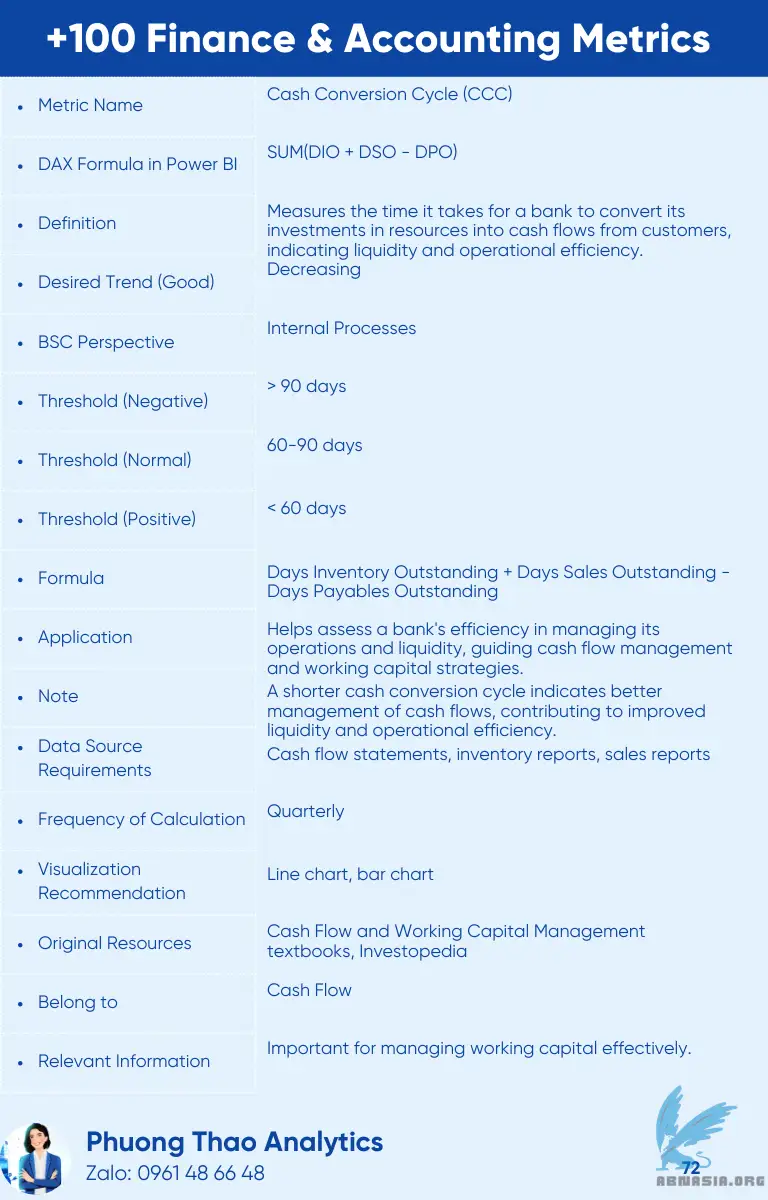 +100 Finance & Accounting Metrics
• Metric Name
Cash Conversion Cycle (CCC)
• DAX Formula in Power BI
SUM(DIO + DSO - DPO)
• Definition
Measures the time it takes for a bank to convert its
investments in resources into cash flows from customers,
indicating liquidity and operational efficiency.
• Desired Trend (Good)
Decreasing
• BSC Perspective
Internal Processes
• Threshold (Negative)
> 90 days
• Threshold (Normal)
60-90 days
• Threshold (Positive)
< 60 days
• Formula
Days Inventory Outstanding + Days Sales Outstanding -
Days Payables Outstanding
• Application
Helps assess a bank's efficiency in managing its
operations and liquidity, guiding cash flow management
and working capital strategies.
• Note
A shorter cash conversion cycle indicates better
management of cash flows, contributing to improved
liquidity and operational efficiency.
• Data Source
Requirements
Cash flow statements, inventory reports, sales reports
• Frequency of Calculation
Quarterly
• Visualization
Recommendation
Line chart, bar chart
• Original Resources
Cash Flow and Working Capital Management
textbooks, Investopedia
• Belong to
Cash Flow
• Relevant Information
Important for managing working capital effectively.
Phuong Thao Analytics
Zalo: 0961 48 66 48
72
ABNASIA.ORG